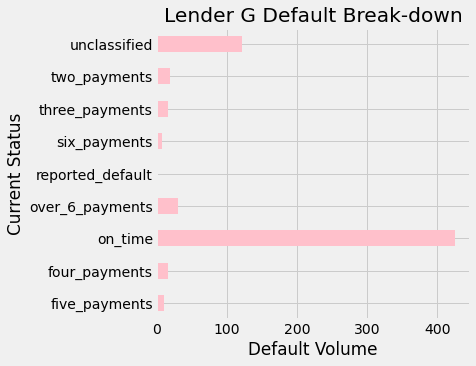 Lender G Default Break-down
Current Status
unclassified
two_payments
three_payments
six_payments
reported_default
over_6_payments
on_time
four_payments
five_payments
0 100 200 300 400
Default Volume